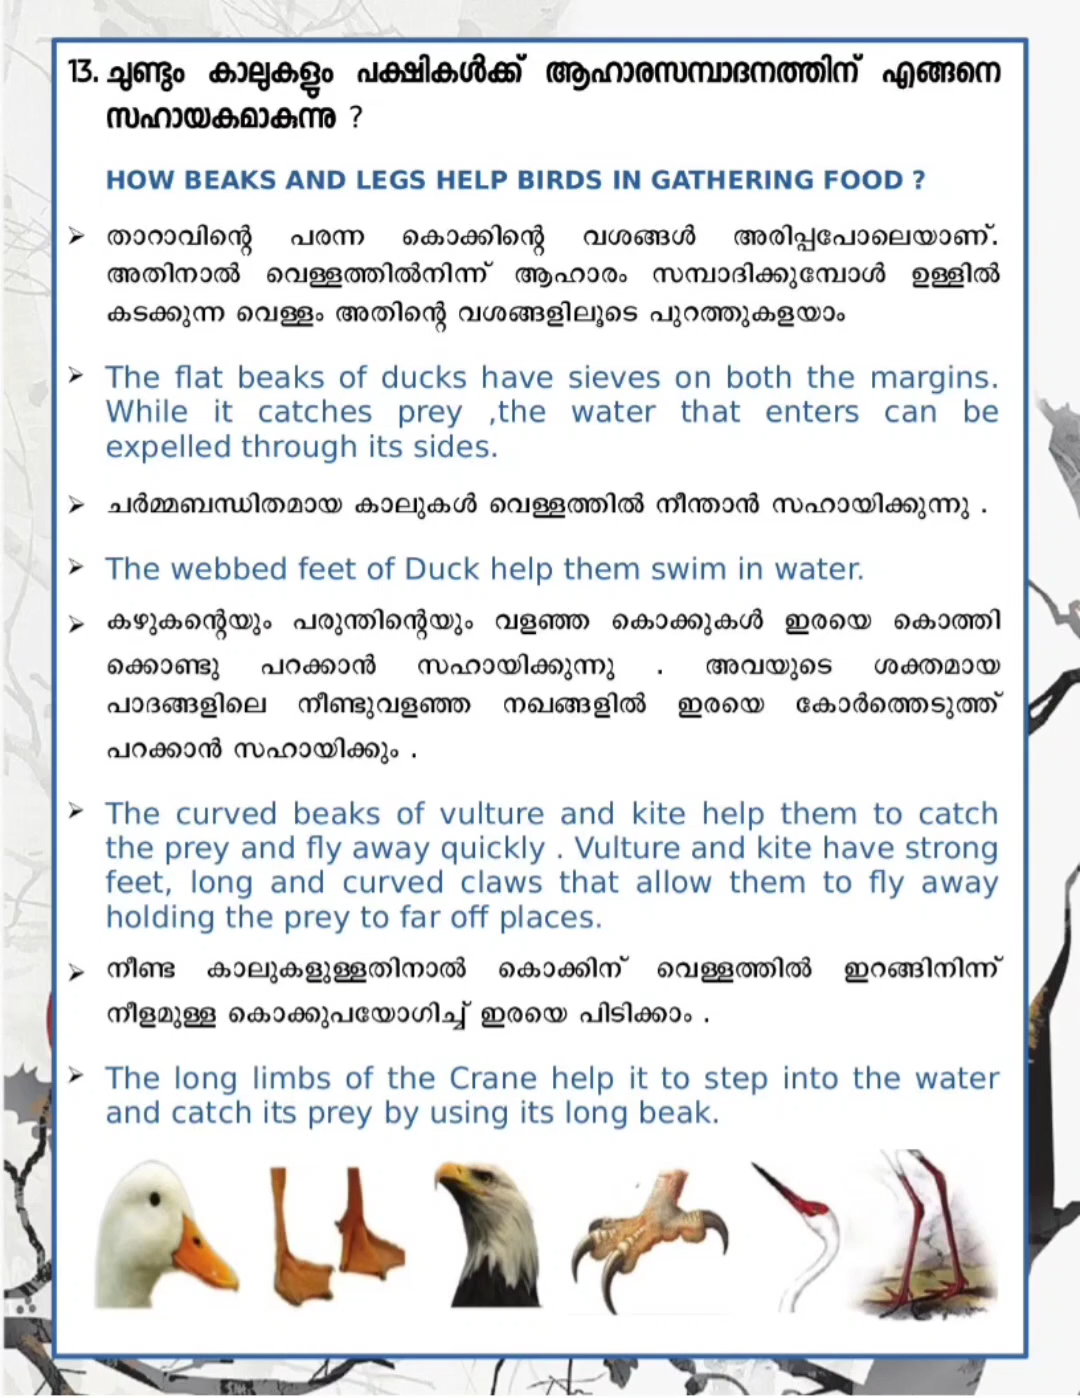 13. ചുണ്ടും കാലുകളും പക്ഷികൾക്ക് ആഹാരസമ്പാദനത്തിന് എങ്ങനെ
സഹായകമാകുന്നു ?
HOW BEAKS AND LEGS HELP BIRDS IN GATHERING FOOD ?
➢ താറാവിന്റെ പരന്ന കൊക്കിന്റെ വശങ്ങൾ അരിപ്പപോലെയാണ്.
അതിനാൽ വെള്ളത്തിൽനിന്ന് ആഹാരം സമ്പാദിക്കുമ്പോൾ ഉള്ളിൽ
കടക്കുന്ന വെള്ളം അതിന്റെ വശങ്ങളിലൂടെ പുറത്തുകളയാം
➢ The flat beaks of ducks have sieves on both the margins.
While it catches prey ,the water that enters can be
expelled through its sides.
➢ ചർമ്മബന്ധിതമായ കാലുകൾ വെള്ളത്തിൽ നീന്താൻ സഹായിക്കുന്നു .
➢ The webbed feet of Duck help them swim in water.
➢ കഴുകന്റെയും പരുന്തിന്റെയും വളഞ്ഞ കൊക്കുകൾ ഇരയെ കൊത്തി
ക്കൊണ്ടു പറക്കാൻ സഹായിക്കുന്നു . അവയുടെ ശക്തമായ
പാദങ്ങളിലെ നീണ്ടുവളഞ്ഞ നഖങ്ങളിൽ ഇരയെ കോർത്തെടുത്ത്
പറക്കാൻ സഹായിക്കും .
➢ The curved beaks of vulture and kite help them to catch
the prey and fly away quickly . Vulture and kite have strong
feet, long and curved claws that allow them to fly away
holding the prey to far off places.
➢ നീണ്ട കാലുകളുള്ളതിനാൽ കൊക്കിന് വെള്ളത്തിൽ ഇറങ്ങിനിന്ന്
നീളമുള്ള കൊക്കുപയോഗിച്ച് ഇരയെ പിടിക്കാം .
➢ The long limbs of the Crane help it to step into the water
and catch its prey by using its long beak.